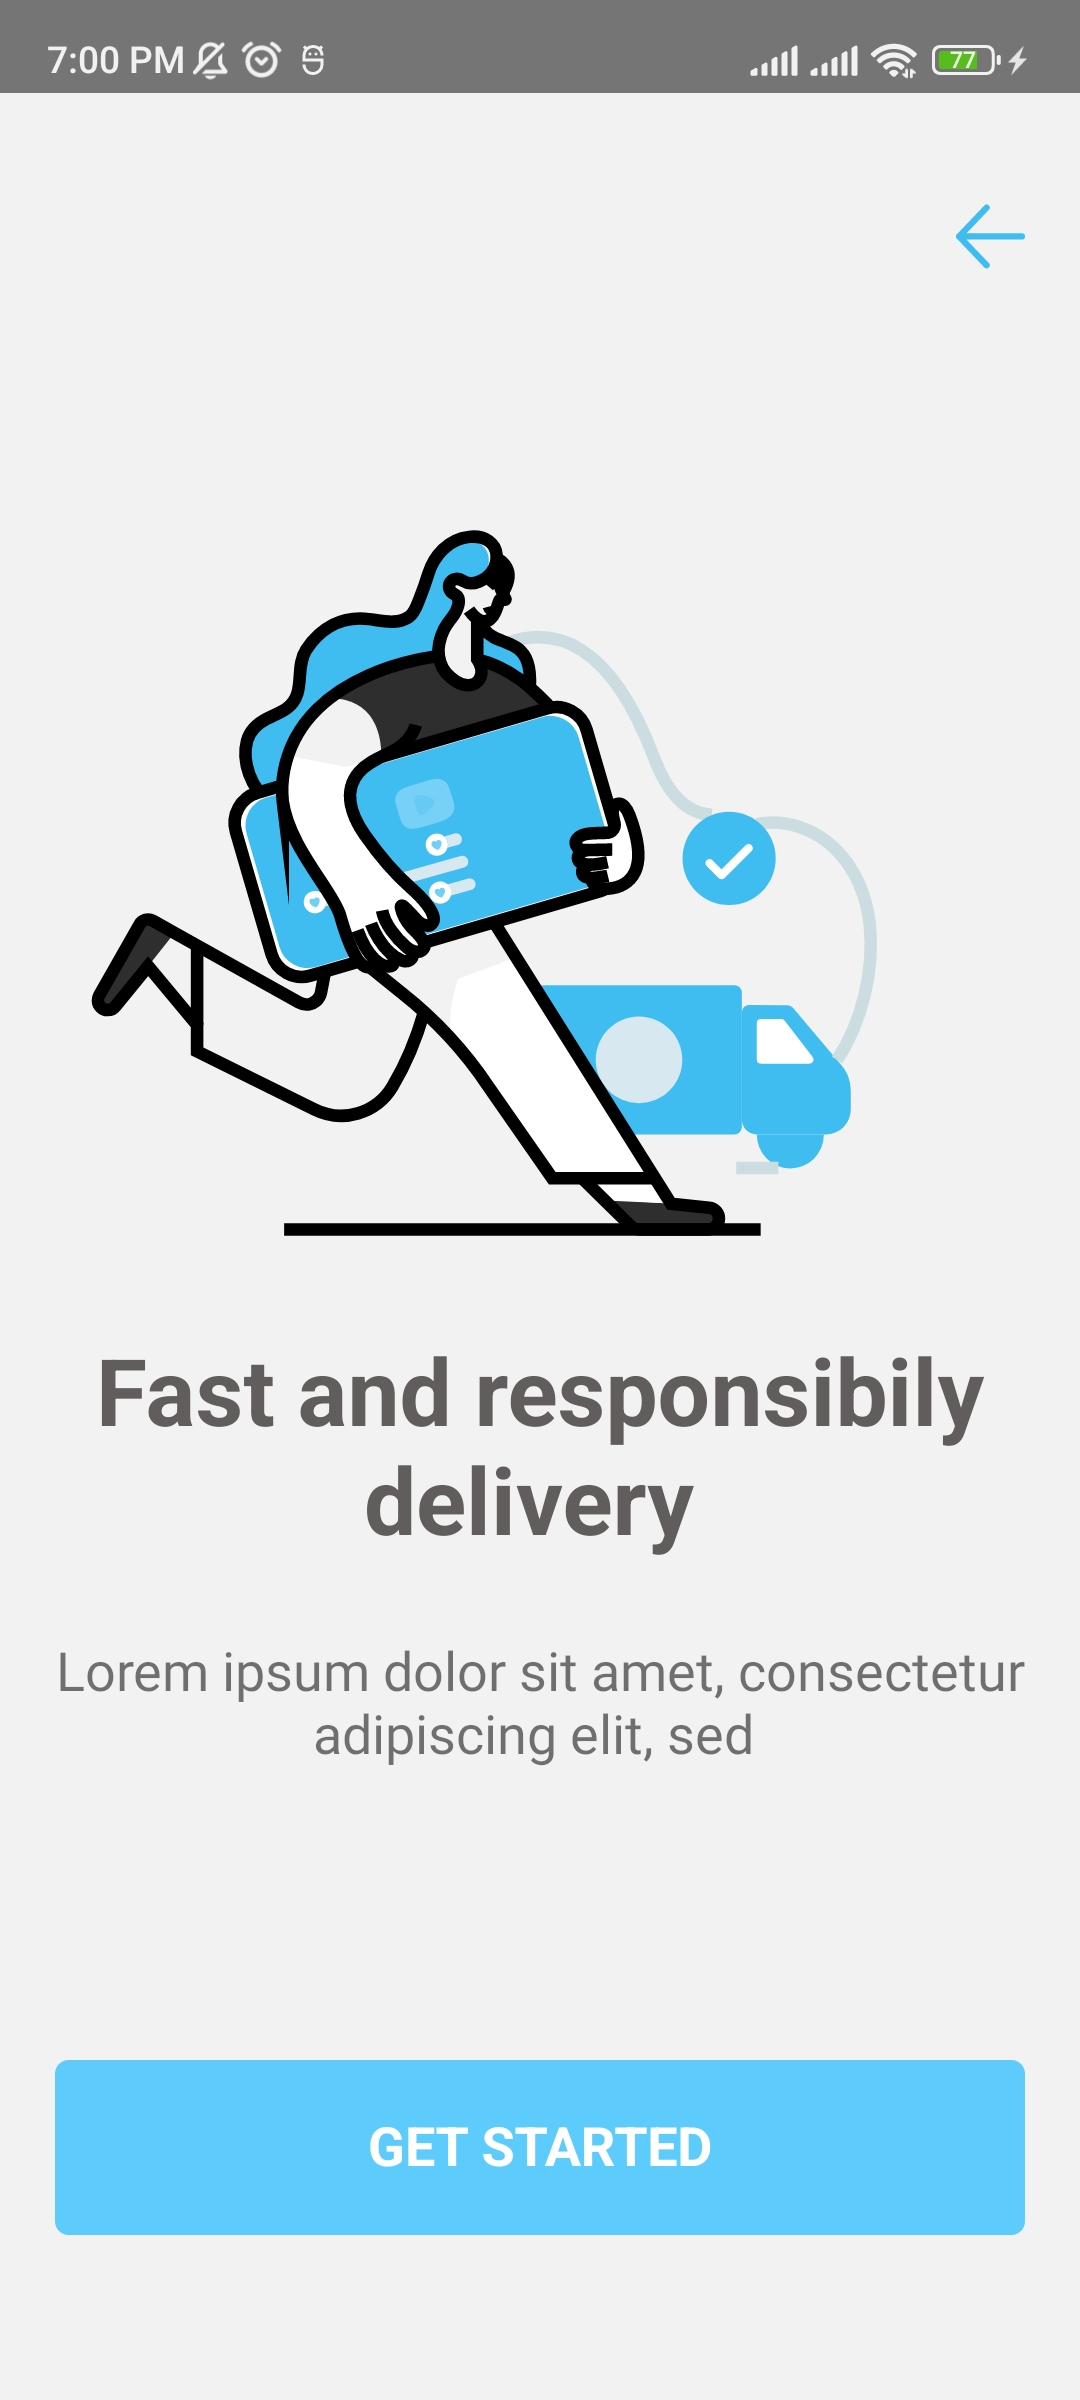 7:00 PM
77
Fast and responsibily
delivery
Lorem ipsum dolor sit amet, consectetur
adipiscing elit, sed
GET STARTED